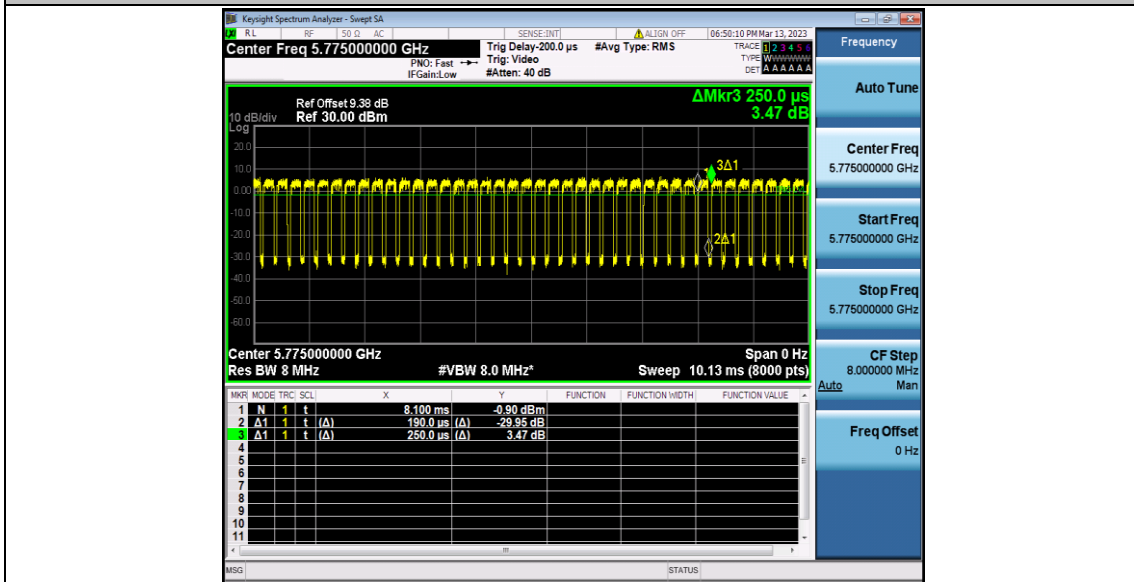 Keysight Spectrum Analyzer - Swept SA
RL RF 50 Ω AC SENSE:INT ALIGN OFF 06:50:10 PM Mar 13, 2023
Center Freq 5.775000000 GHz
PNO: Fast
IFGain:Low
Trig Delay-200.0 µs
Trig: Video
#Atten: 40 dB
#Avg Type: RMS
TRACE 1 2 3 4 5 6
TYPE W
DET A A A A A A
ΔMkr3 250.0 µs
3.47 dB
Ref Offset 9.38 dB
Ref 30.00 dBm
10 dB/div
Log
20.0
10.0
0.00
-10.0
-20.0
-30.0
-40.0
-50.0
-60.0
3Δ1
2Δ1
Center 5.775000000 GHz Span 0 Hz
Res BW 8 MHz #VBW 8.0 MHz* Sweep 10.13 ms (8000 pts)
MKR MODE TRC SCL X Y FUNCTION FUNCTION WIDTH FUNCTION VALUE
1 N 1 t 8.100 ms -0.90 dBm
2 Δ1 1 t (Δ) 190.0 µs (Δ) -29.95 dB
3 Δ1 1 t (Δ) 250.0 µs (Δ) 3.47 dB
4
5
6
7
8
9
10
11
MSG STATUS
Frequency
Auto Tune
Center Freq
5.775000000 GHz
Start Freq
5.775000000 GHz
Stop Freq
5.775000000 GHz
CF Step
8.000000 MHz
Auto Man
Freq Offset
0 Hz